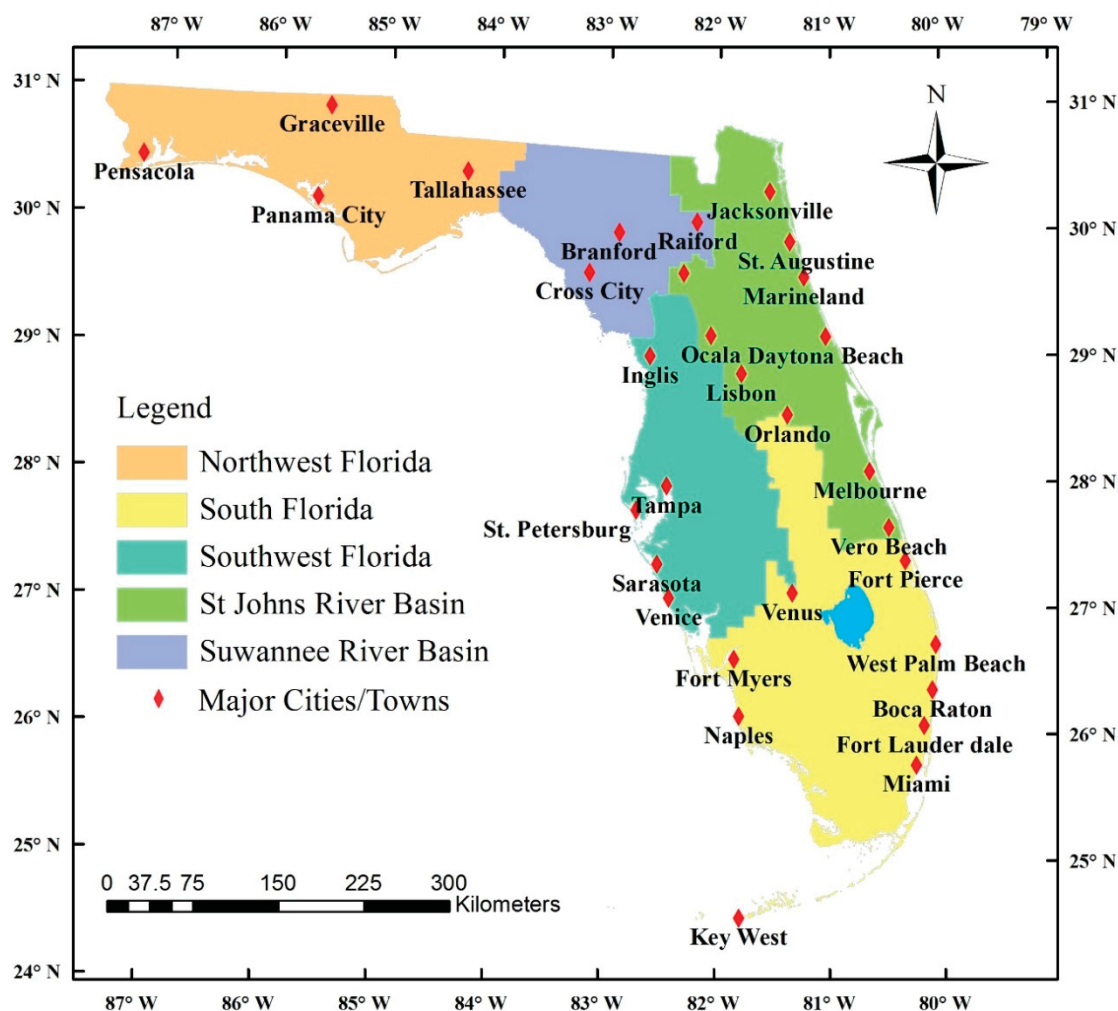 87° W 86° W 85° W 84° W 83° W 82° W 81° W 80° W 79° W
31° N
31° N
N
Graceville
Pensacola
Tallahassee
Panama City
30° N
30° N
Jacksonville
Raiford
Branford
St. Augustine
Cross City
Marineland
29° N
29° N
Ocala
Daytona Beach
Inglis
Lisbon
Orlando
Legend
Northwest Florida
South Florida
Southwest Florida
St Johns River Basin
Suwannee River Basin
Major Cities/Towns
28° N
28° N
Melbourne
Tampa
St. Petersburg
Vero Beach
Fort Pierce
Sarasota
Venice
Venus
27° N
27° N
West Palm Beach
Fort Myers
Boca Raton
Naples
Fort Lauder dale
Miami
26° N
26° N
25° N
25° N
0 37.5 75 150 225 300
Kilometers
Key West
24° N
87° W 86° W 85° W 84° W 83° W 82° W 81° W 80° W